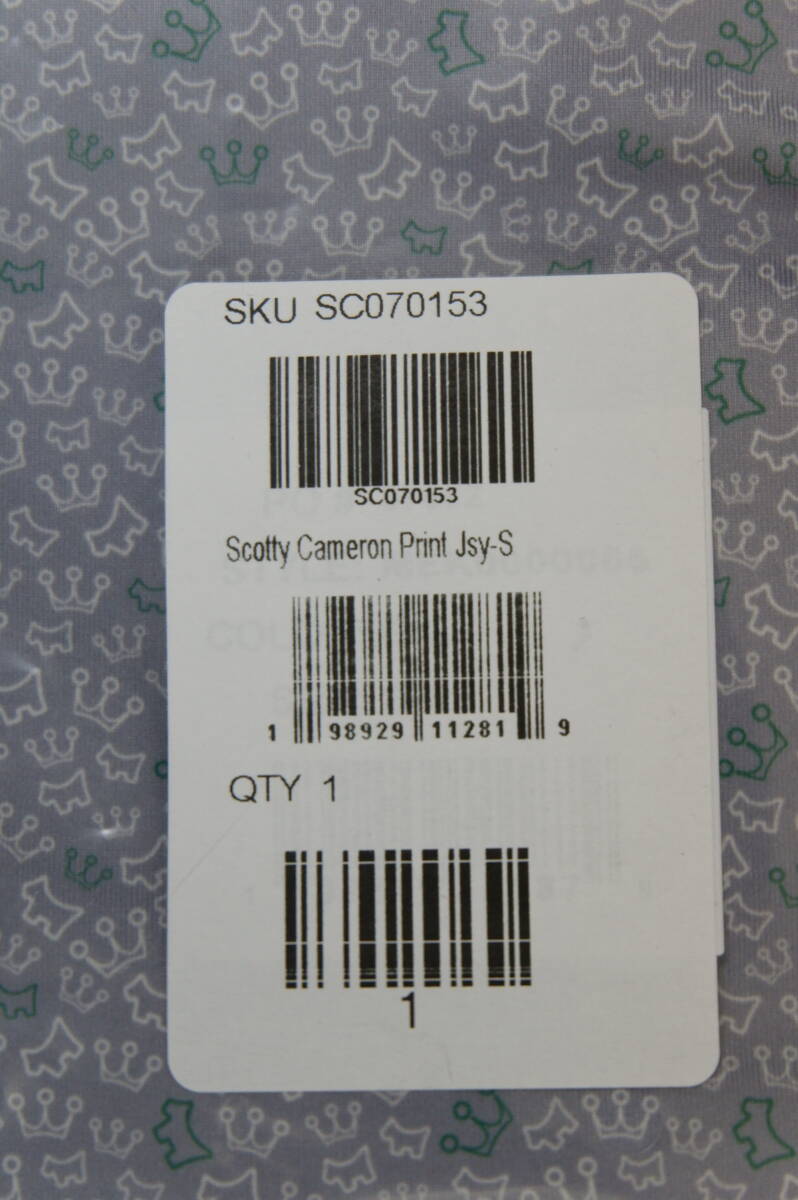 SKU SC070153
SC070153
Scotty Cameron Print Jsy-S
1 98929 11281 9
QTY 1
1